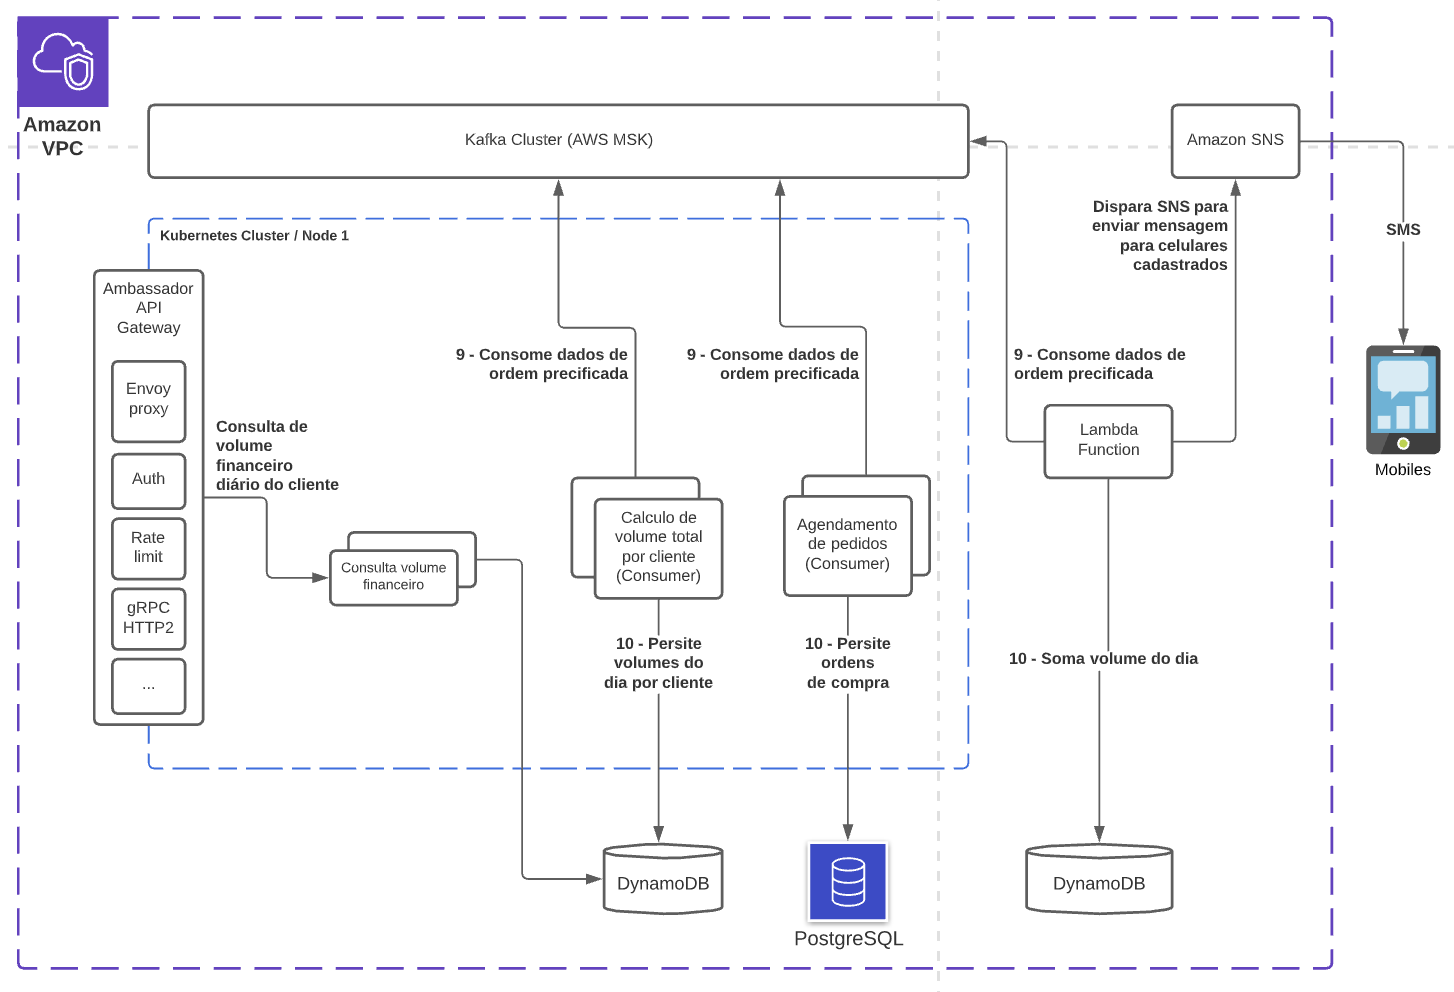 Amazon
VPC
Kafka Cluster (AWS MSK)
Amazon SNS
Kubernetes Cluster / Node 1
Dispara SNS para
enviar mensagem
para celulares
cadastrados
SMS
Ambassador
API
Gateway
Envoy
proxy
Auth
Rate
limit
gRPC
HTTP2
...
Consulta de
volume
financeiro
diário do cliente
Consulta volume
financeiro
9 - Consome dados de
ordem precificada
9 - Consome dados de
ordem precificada
9 - Consome dados de
ordem precificada
Calculo de
volume total
por cliente
(Consumer)
Agendamento
de pedidos
(Consumer)
Lambda
Function
Mobiles
10 - Persite
volumes do
dia por cliente
10 - Persite
ordens
de compra
10 - Soma volume do dia
DynamoDB
PostgreSQL
DynamoDB